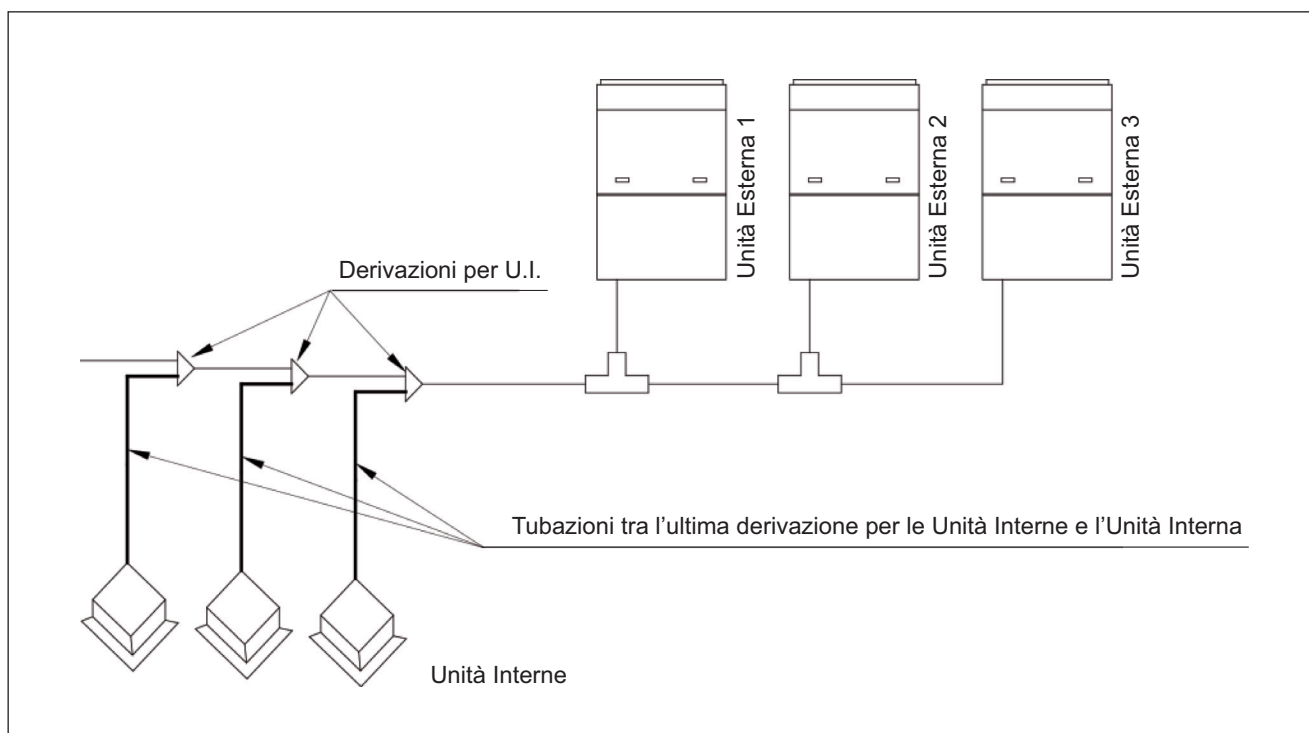 Unità Esterna 1
Unità Esterna 2
Unità Esterna 3
Derivazioni per U.I.
Tubazioni tra l’ultima derivazione per le Unità Interne e l’Unità Interna
Unità Interne